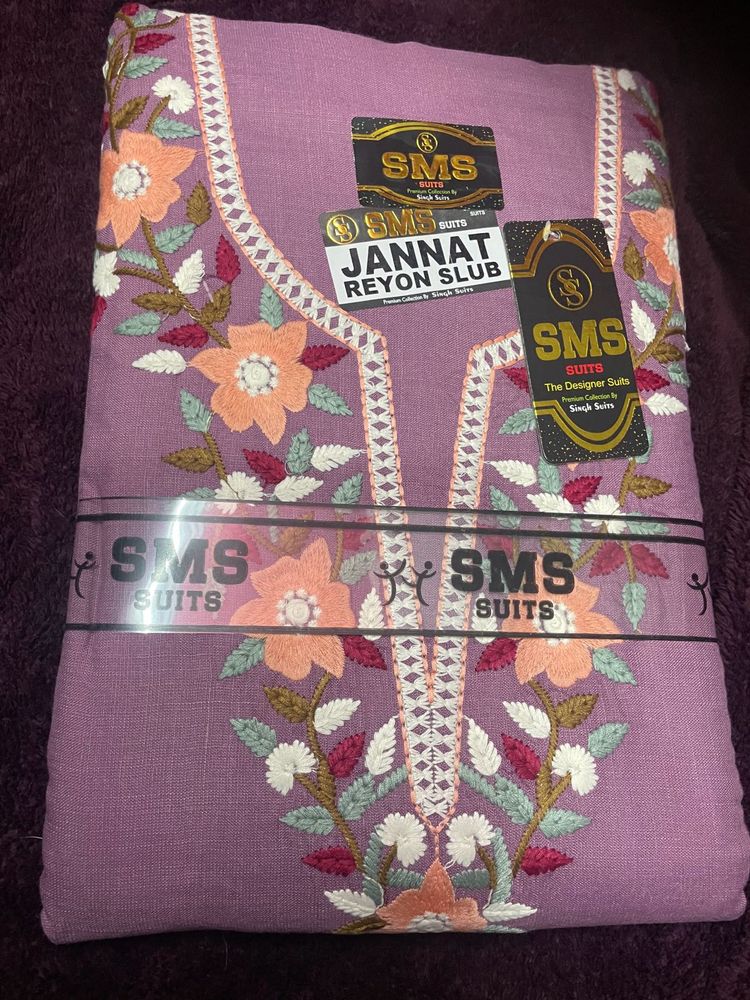 SMS
SUITS
Premium Collection By
Singh Suits
SMS SUITS
SUITS
JANNAT
REYON SLUB
Premium Collection By Singh Suits
SMS
SUITS
The Designer Suits
Premium Collection By
Singh Suits
SMS
SUITS
SMS
SUITS